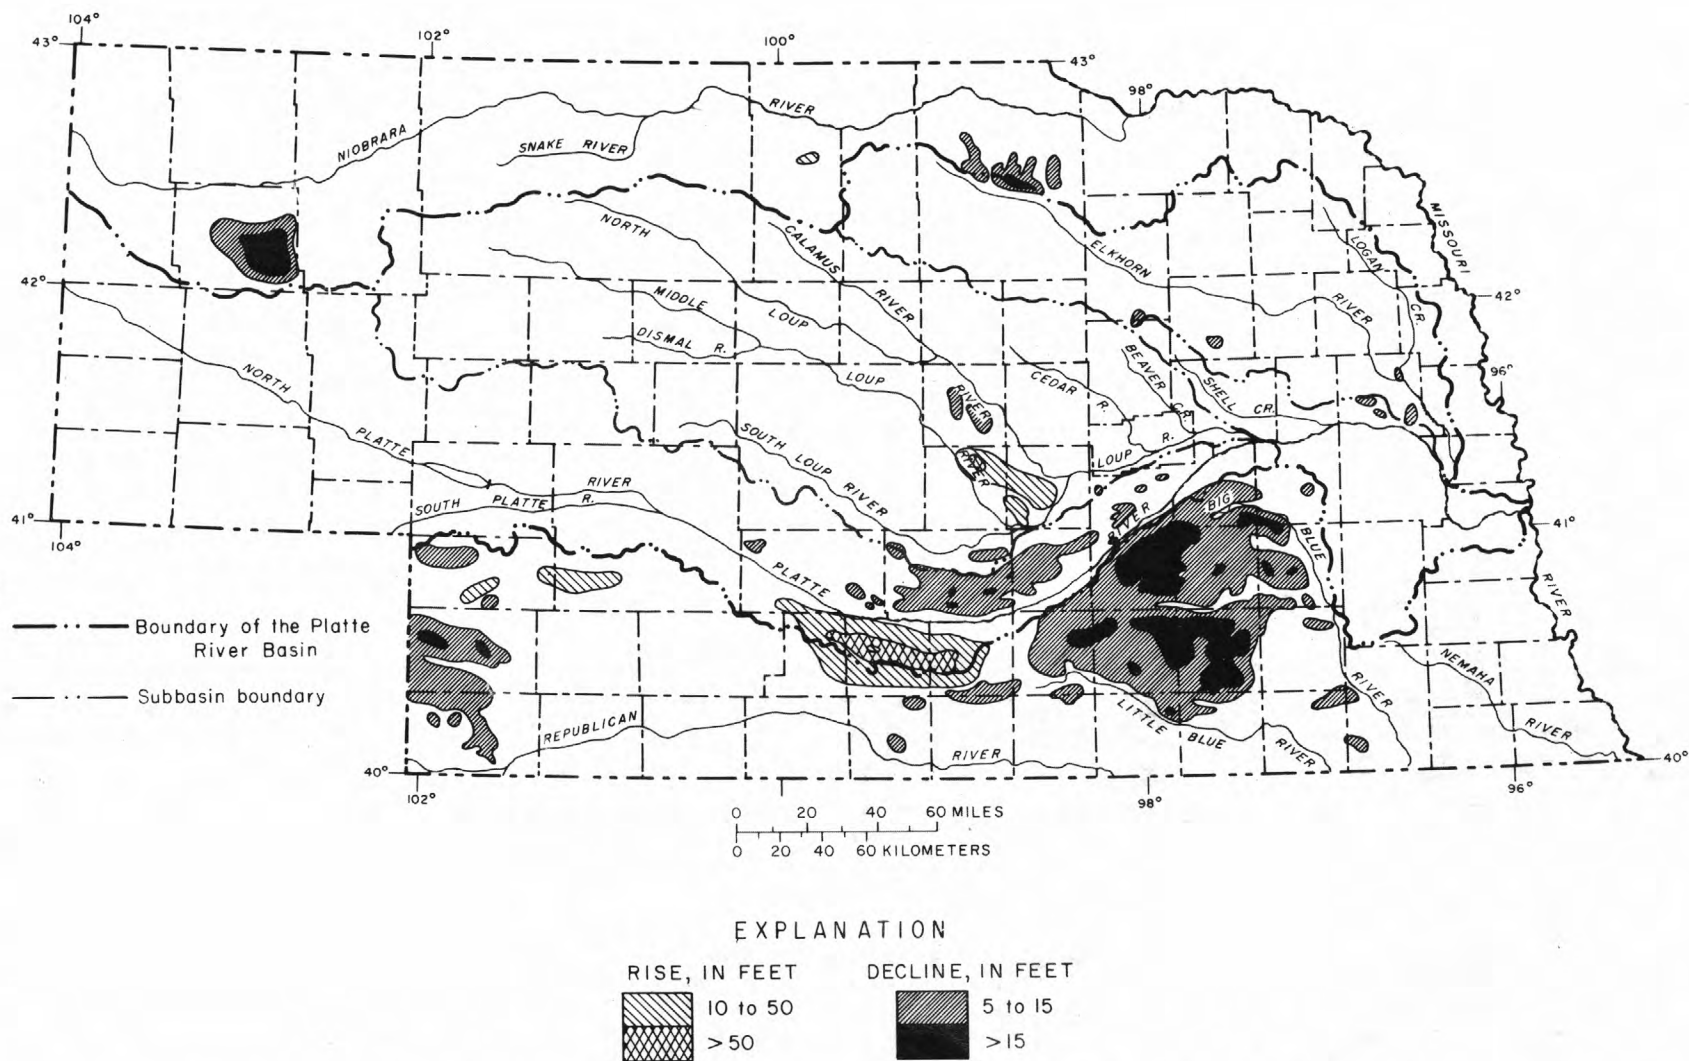 104°
102°
100°
43°
43°
98°
NIOBRARA
RIVER
SNAKE RIVER
NORTH
CALAMUS
RIVER
ELKHORN
RIVER
LOGAN
CR.
MISSOURI
42°
42°
MIDDLE
LOUP
DISMAL R.
LOUP
RIVER
CEDAR
R.
BEAVER
CR.
SHELL
CR.
96°
NORTH
PLATTE
RIVER
SOUTH LOUP
RIVER
RIVER
LOUP
R.
SOUTH PLATTE R.
41°
104°
41°
PLATTE
RIVER
BIG
BLUE
RIVER
RIVER
Boundary of the Platte
River Basin
Subbasin boundary
NEMAHA
RIVER
LITTLE
BLUE
RIVER
REPUBLICAN
RIVER
40°
40°
102°
98°
96°
0 20 40 60 MILES
0 20 40 60 KILOMETERS
EXPLANATION
RISE, IN FEET
DECLINE, IN FEET
10 to 50
5 to 15
>50
>15